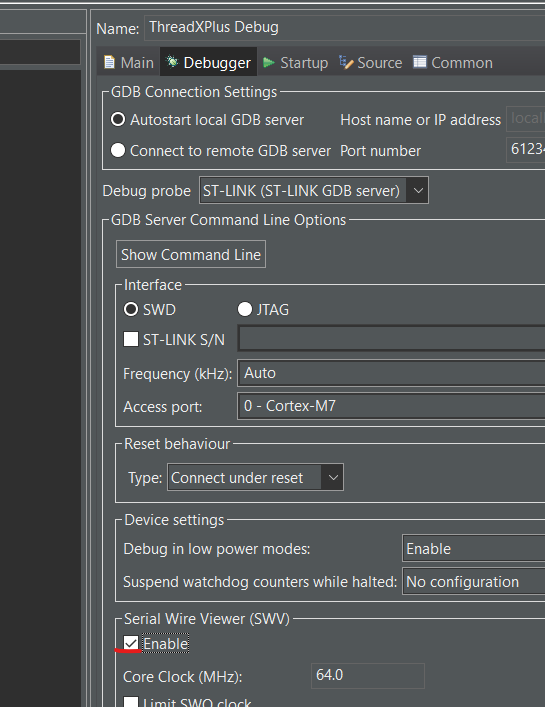 Name: ThreadXPlus Debug
Main Debugger Startup Source Common
GDB Connection Settings
Autostart local GDB server Host name or IP address locall
Connect to remote GDB server Port number 61234
Debug probe ST-LINK (ST-LINK GDB server)
GDB Server Command Line Options
Show Command Line
Interface
SWD JTAG
ST-LINK S/N
Frequency (kHz): Auto
Access port: 0 - Cortex-M7
Reset behaviour
Type: Connect under reset
Device settings
Debug in low power modes: Enable
Suspend watchdog counters while halted: No configuration
Serial Wire Viewer (SWV)
Enable
Core Clock (MHz): 64.0
Limit SWO clock